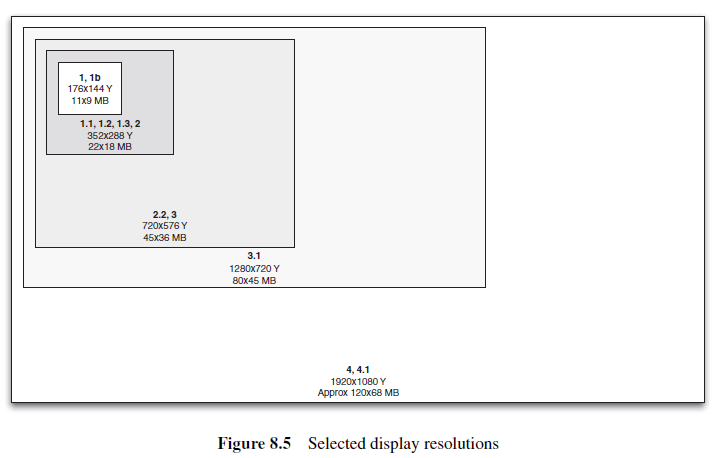 1, 1b
176x144 Y
11x9 MB
1.1, 1.2, 1.3, 2
352x288 Y
22x18 MB
2.2, 3
720x576 Y
45x36 MB
3.1
1280x720 Y
80x45 MB
4, 4.1
1920x1080 Y
Approx 120x68 MB
Figure 8.5 Selected display resolutions